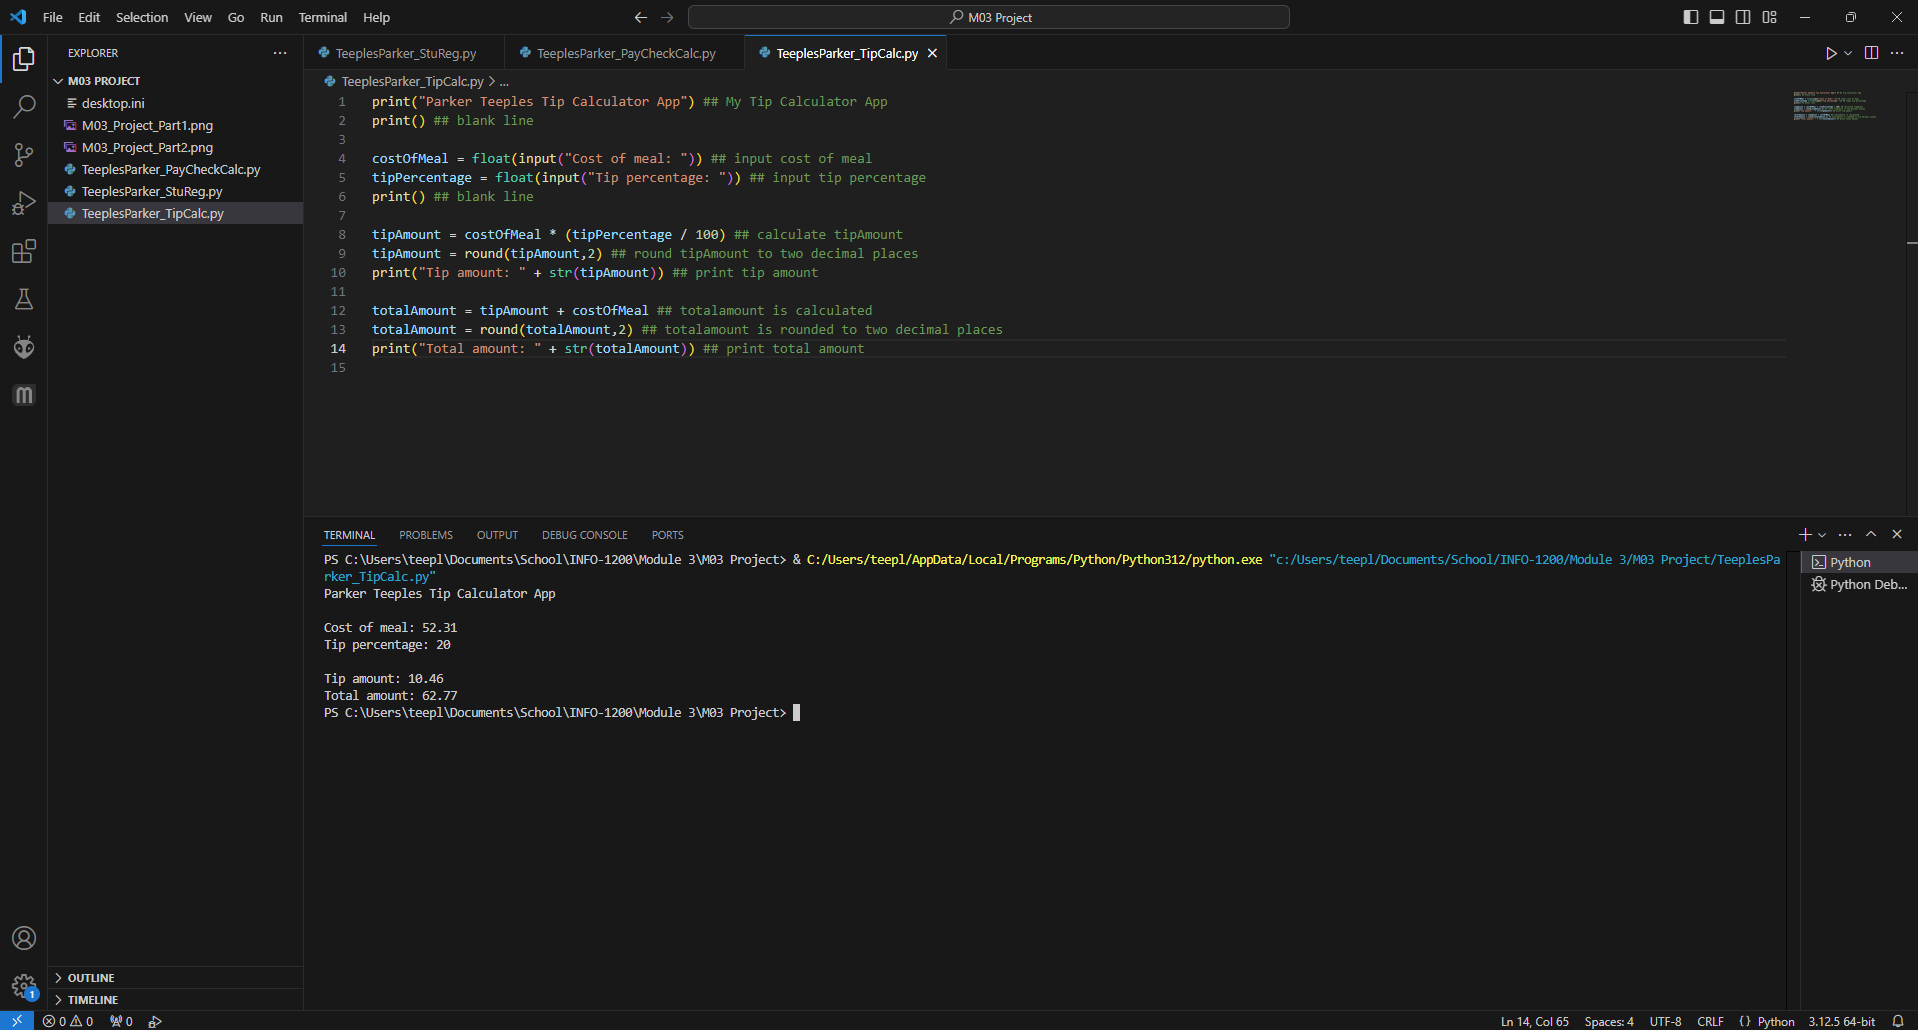 File Edit Selection View Go Run Terminal Help
M03 Project
EXPLORER
M03 PROJECT
desktop.ini
M03_Project_Part1.png
M03_Project_Part2.png
TeeplesParker_PayCheckCalc.py
TeeplesParker_StuReg.py
TeeplesParker_TipCalc.py
OUTLINE
TIMELINE
TeeplesParker_StuReg.py TeeplesParker_PayCheckCalc.py TeeplesParker_TipCalc.py
TeeplesParker_TipCalc.py > ...
1 print("Parker Teeples Tip Calculator App") ## My Tip Calculator App
2 print() ## blank line
3
4 costOfMeal = float(input("Cost of meal: ")) ## input cost of meal
5 tipPercentage = float(input("Tip percentage: ")) ## input tip percentage
6 print() ## blank line
7
8 tipAmount = costOfMeal * (tipPercentage / 100) ## calculate tipAmount
9 tipAmount = round(tipAmount,2) ## round tipAmount to two decimal places
10 print("Tip amount: " + str(tipAmount)) ## print tip amount
11
12 totalAmount = tipAmount + costOfMeal ## totalamount is calculated
13 totalAmount = round(totalAmount,2) ## totalamount is rounded to two decimal places
14 print("Total amount: " + str(totalAmount)) ## print total amount
15
TERMINAL PROBLEMS OUTPUT DEBUG CONSOLE PORTS
PS C:\Users\teepl\Documents\School\INFO-1200\Module 3\M03 Project> & C:/Users/teepl/AppData/Local/Programs/Python/Python312/python.exe "c:/Users/teepl/Documents/School/INFO-1200/Module 3/M03 Project/TeeplesPa
rker_TipCalc.py"
Parker Teeples Tip Calculator App
Cost of meal: 52.31
Tip percentage: 20
Tip amount: 10.46
Total amount: 62.77
PS C:\Users\teepl\Documents\School\INFO-1200\Module 3\M03 Project>
Python
Python Deb...
1
0 0 0 Ln 14, Col 65 Spaces: 4 UTF-8 CRLF {} Python 3.12.5 64-bit